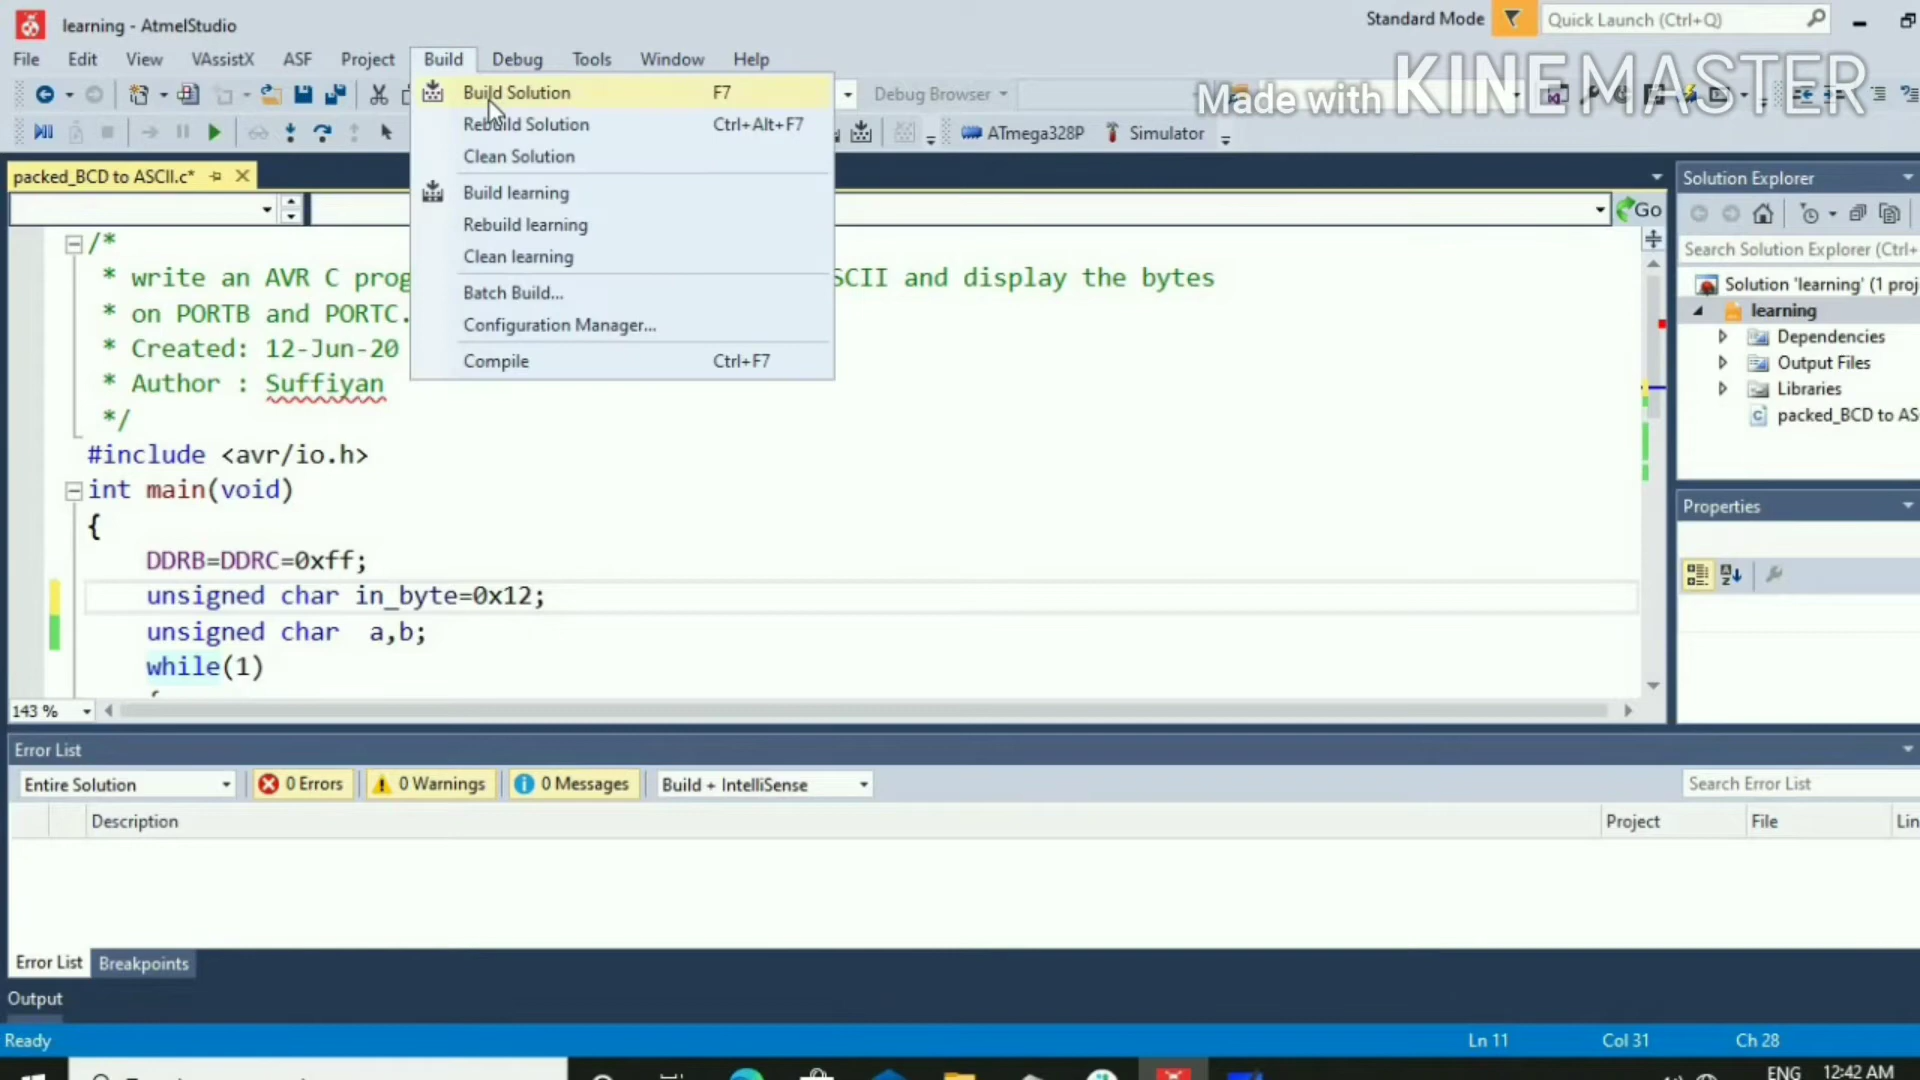 learning - AtmelStudio
Standard Mode
Quick Launch (Ctrl+Q)
File Edit View VAssistX ASF Project Build Debug Tools Window Help
Build Solution F7
Debug Browser
Made with KINEMASTER
Rebuild Solution Ctrl+Alt+F7
ATmega328P Simulator
Clean Solution
Build learning
Rebuild learning
Clean learning
Batch Build...
Configuration Manager...
Compile Ctrl+F7
packed_BCD to ASCII.c*
Go
/*
* write an AVR C prog SCII and display the bytes
* on PORTB and PORTC.
* Created: 12-Jun-20
* Author : Suffiyan
*/
#include <avr/io.h>
int main(void)
{
DDRB=DDRC=0xff;
unsigned char in_byte=0x12;
unsigned char a,b;
while(1)
143 %
Solution Explorer
Search Solution Explorer (Ctrl+
Solution 'learning' (1 proj
learning
Dependencies
Output Files
Libraries
packed_BCD to AS
Properties
Error List
Entire Solution 0 Errors 0 Warnings 0 Messages Build + IntelliSense
Search Error List
Description Project File Lin
Error List Breakpoints
Output
Ready Ln 11 Col 31 Ch 28
ENG 12:42 AM